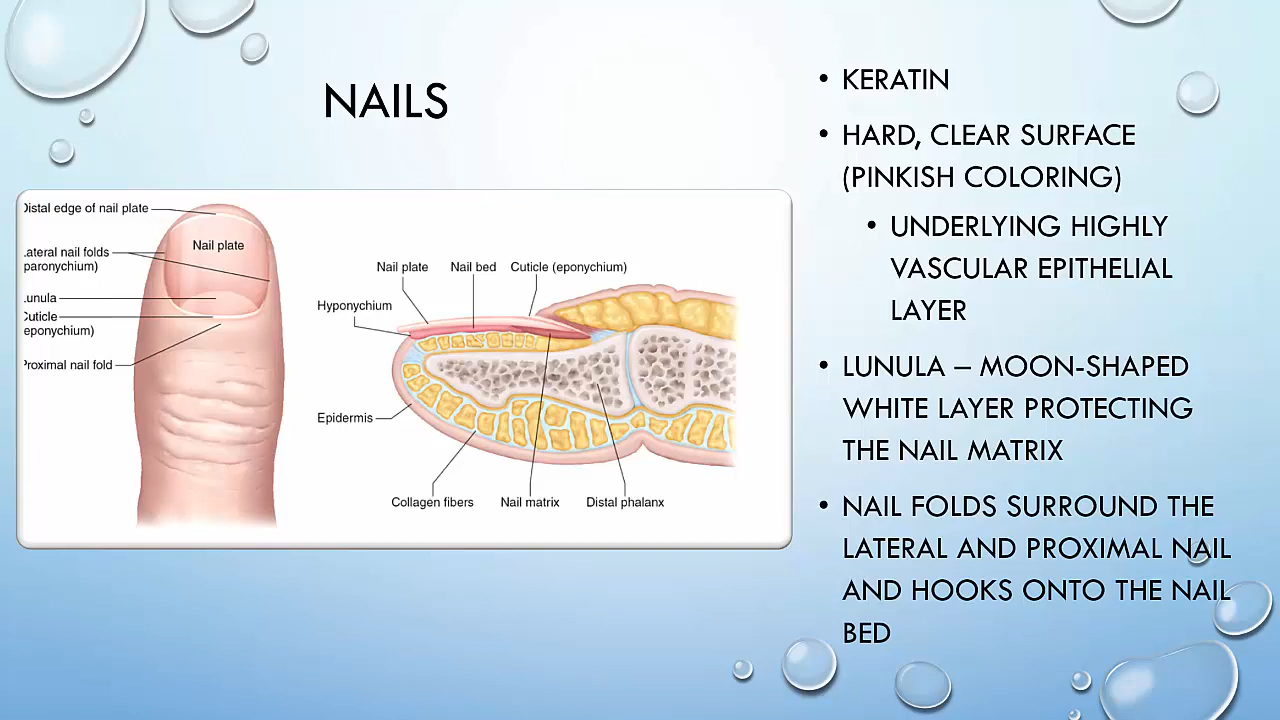 NAILS
Distal edge of nail plate
Nail plate
Lateral nail folds
(paronychium)
Lunula
Cuticle
(eponychium)
Proximal nail fold
Nail plate
Nail bed
Cuticle (eponychium)
Hyponychium
Epidermis
Collagen fibers
Nail matrix
Distal phalanx
• KERATIN
• HARD, CLEAR SURFACE
(PINKISH COLORING)
• UNDERLYING HIGHLY
VASCULAR EPITHELIAL
LAYER
• LUNULA – MOON-SHAPED
WHITE LAYER PROTECTING
THE NAIL MATRIX
• NAIL FOLDS SURROUND THE
LATERAL AND PROXIMAL NAIL
AND HOOKS ONTO THE NAIL
BED